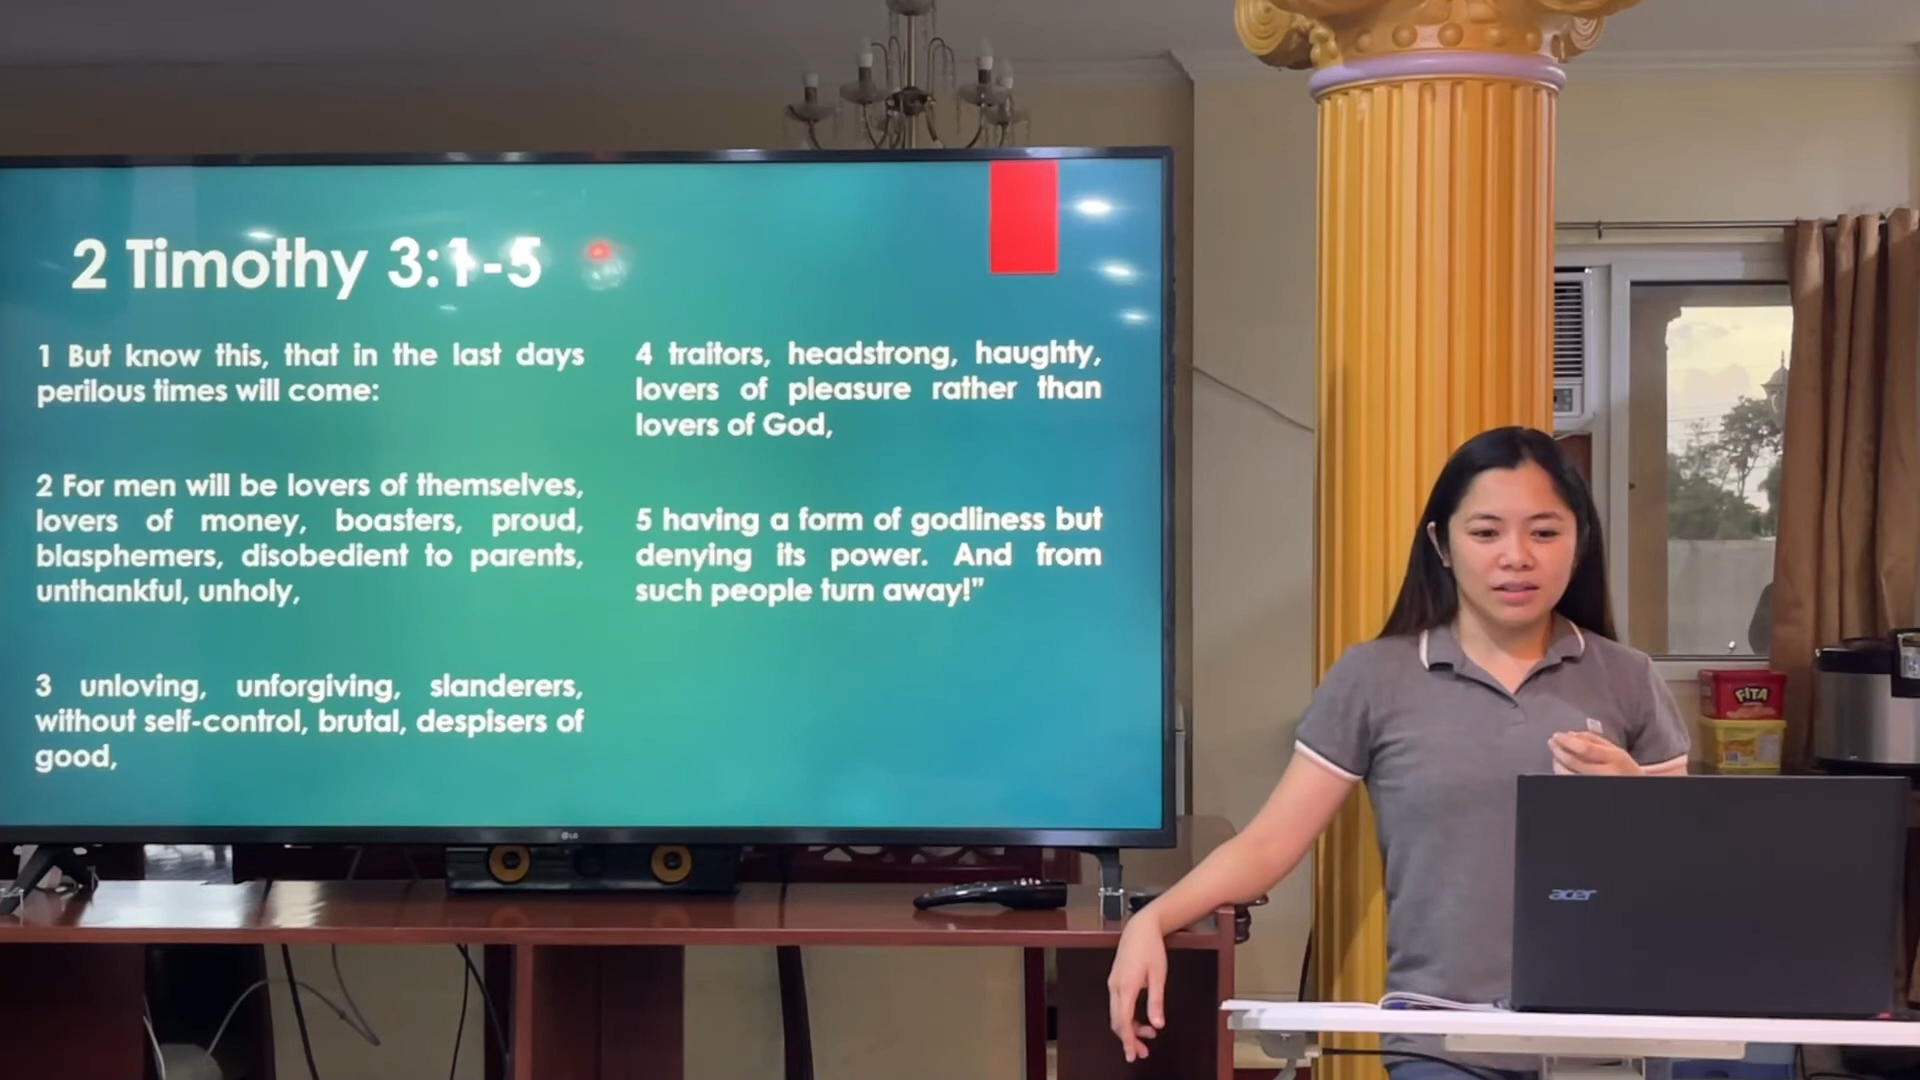 2 Timothy 3:1-5
1 But know this, that in the last days
perilous times will come:
2 For men will be lovers of themselves,
lovers of money, boasters, proud,
blasphemers, disobedient to parents,
unthankful, unholy,
3 unloving, unforgiving, slanderers,
without self-control, brutal, despisers of
good,
4 traitors, headstrong, haughty,
lovers of pleasure rather than
lovers of God,
5 having a form of godliness but
denying its power. And from
such people turn away!”
LG
FITA
acer